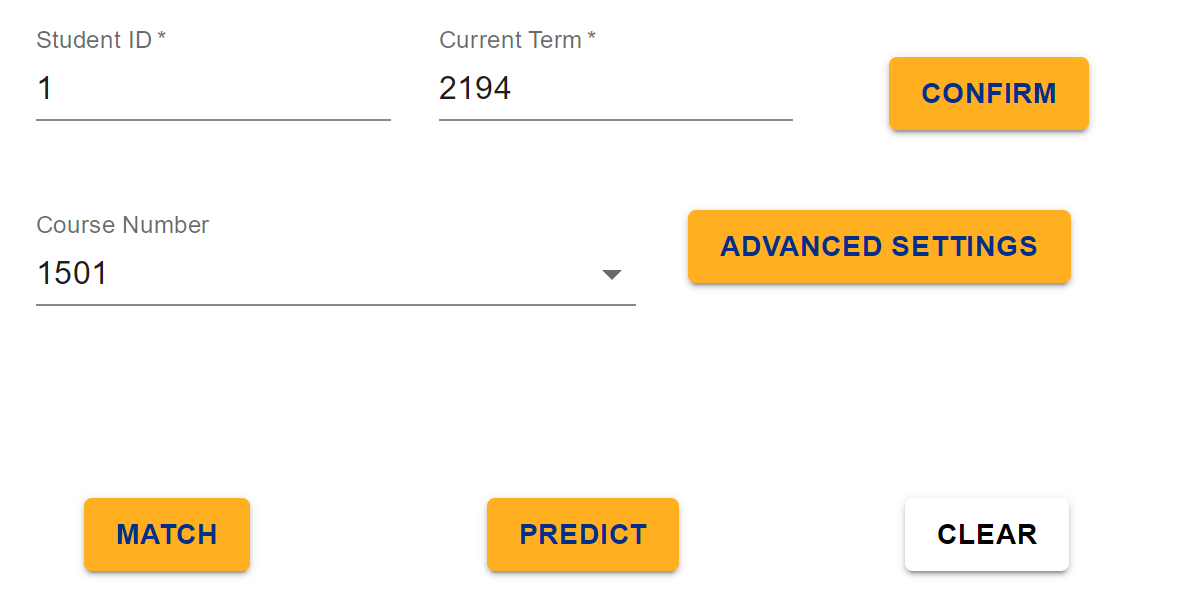 Student ID *
Current Term *
1
2194
CONFIRM
Course Number
1501
ADVANCED SETTINGS
MATCH
PREDICT
CLEAR